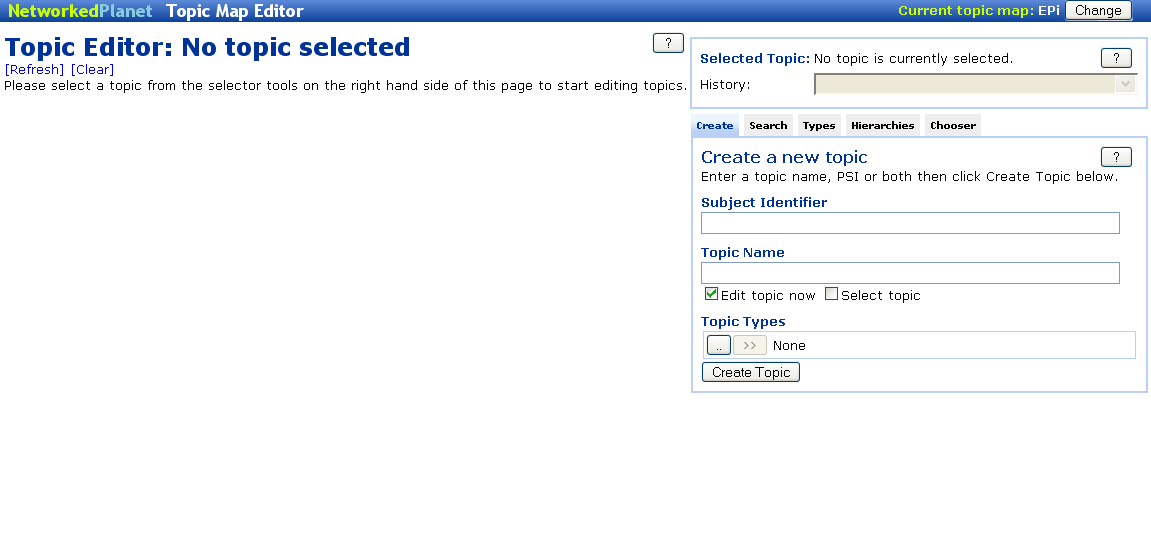 NetworkedPlanet Topic Map Editor
Current topic map: EPi Change
Topic Editor: No topic selected
?
[Refresh] [Clear]
Please select a topic from the selector tools on the right hand side of this page to start editing topics.
Selected Topic: No topic is currently selected.
?
History:
Create Search Types Hierarchies Chooser
Create a new topic
?
Enter a topic name, PSI or both then click Create Topic below.
Subject Identifier
Topic Name
Edit topic now Select topic
Topic Types
.. >> None
Create Topic